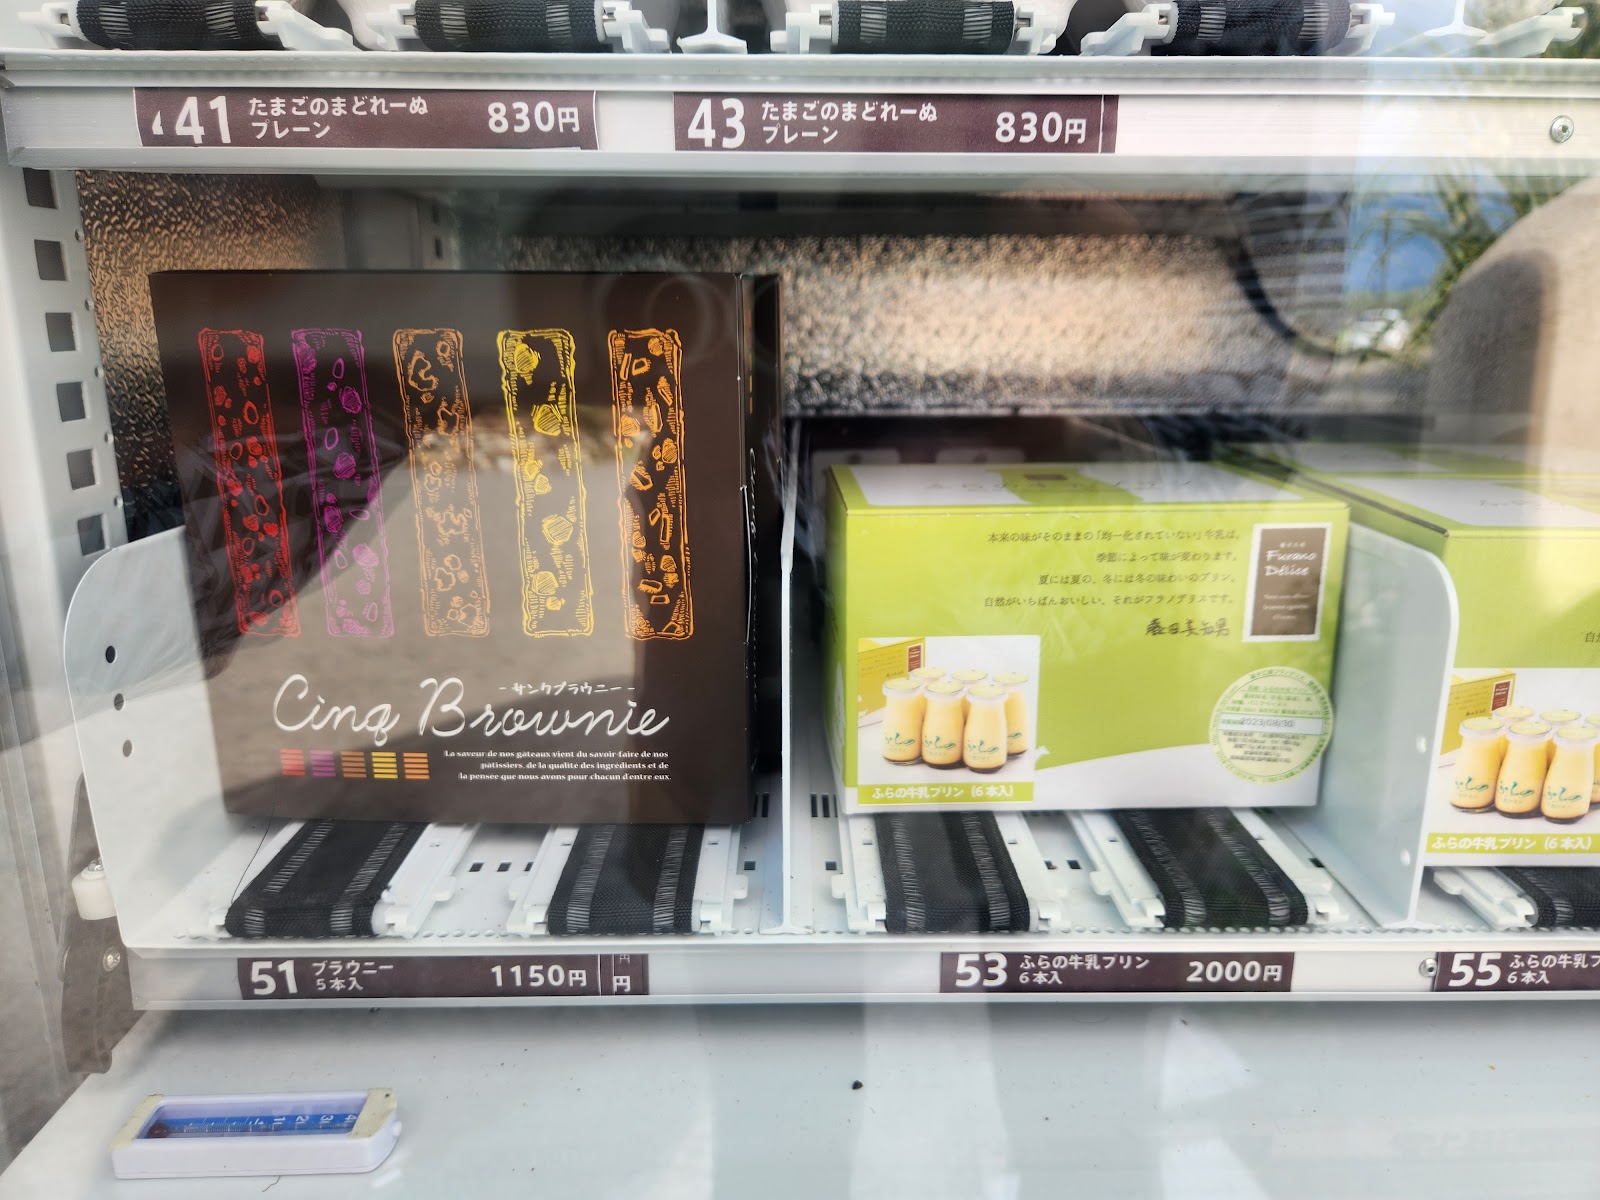 41 たまごのまどれーぬ プレーン 830円
43 たまごのまどれーぬ プレーン 830円
- サンクブラウニー -
Cinq Brownie
La saveur de nos gâteaux vient du savoir-faire de nos
pâtissiers, de la qualité des ingrédients et de
la pensée que nous avons pour chacun d'entre eux.
本来の味がそのままの「均一化されていない」牛乳は、
季節によって味が変わります。
夏には夏の、冬には冬の味わいのプリン。
自然がいちばんおいしい、それがフラノデリスです。
Furano
Délice
2023/08/30
ふらの牛乳プリン (6本入)
ふらの牛乳プリン (6本入)
51 ブラウニー 5本入 1150円
円
円
53 ふらの牛乳プリン 6本入 2000円
55 ふらの牛乳プ 6本入